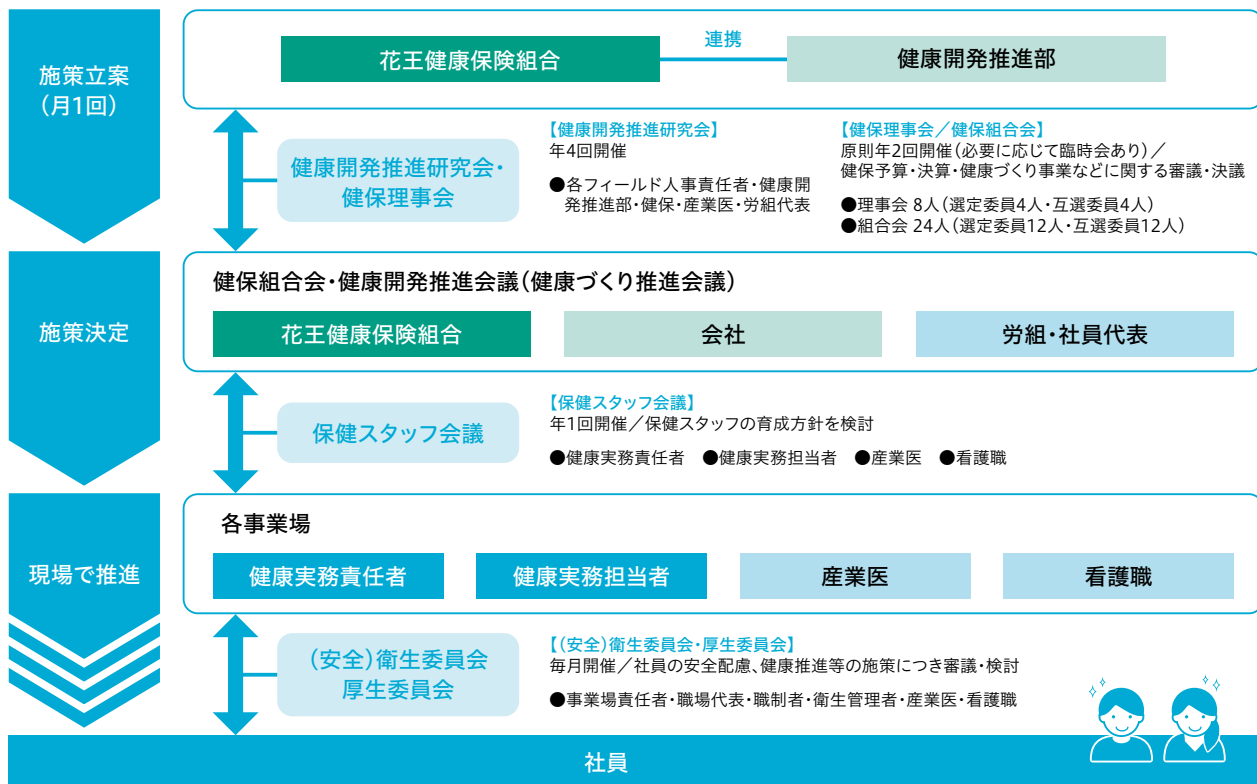 施策立案
（月1回）
花王健康保険組合
連携
健康開発推進部
健康開発推進研究会・
健保理事会
【健康開発推進研究会】
年4回開催
●各フィールド人事責任者・健康開
発推進部・健保・産業医・労組代表
【健保理事会／健保組合会】
原則年2回開催（必要に応じて臨時会あり）／
健保予算・決算・健康づくり事業などに関する審議・決議
●理事会 8人（選定委員4人・互選委員4人）
●組合会 24人（選定委員12人・互選委員12人）
施策決定
健保組合会・健康開発推進会議（健康づくり推進会議）
花王健康保険組合
会社
労組・社員代表
保健スタッフ会議
【保健スタッフ会議】
年1回開催／保健スタッフの育成方針を検討
●健康実務責任者 ●健康実務担当者 ●産業医 ●看護職
現場で推進
各事業場
健康実務責任者
健康実務担当者
産業医
看護職
（安全）衛生委員会
厚生委員会
【（安全）衛生委員会・厚生委員会】
毎月開催／社員の安全配慮、健康推進等の施策につき審議・検討
●事業場責任者・職場代表・職制者・衛生管理者・産業医・看護職
社員